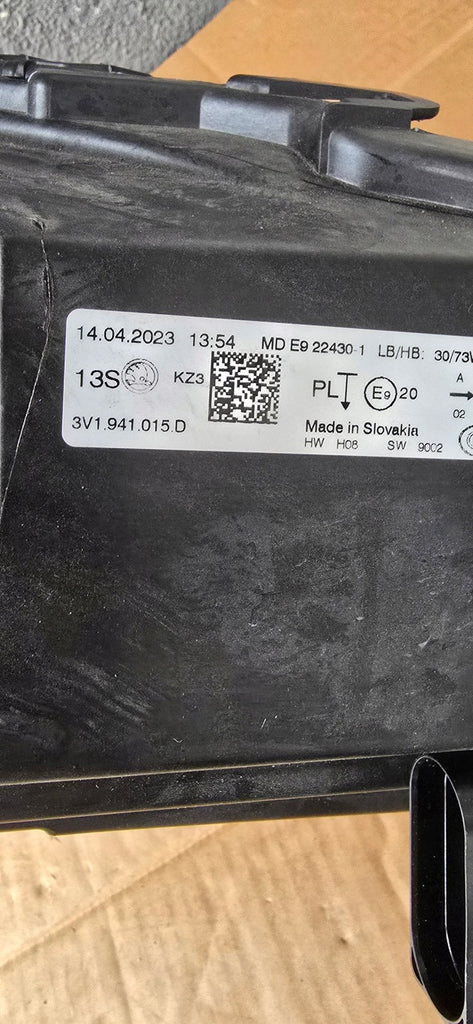 14.04.2023 13:54 MD E9 22430-1 LB/HB: 30/73W
13S KZ3 PL E9 20 A
02
3V1.941.015.D Made in Slovakia
HW H08 SW 9002